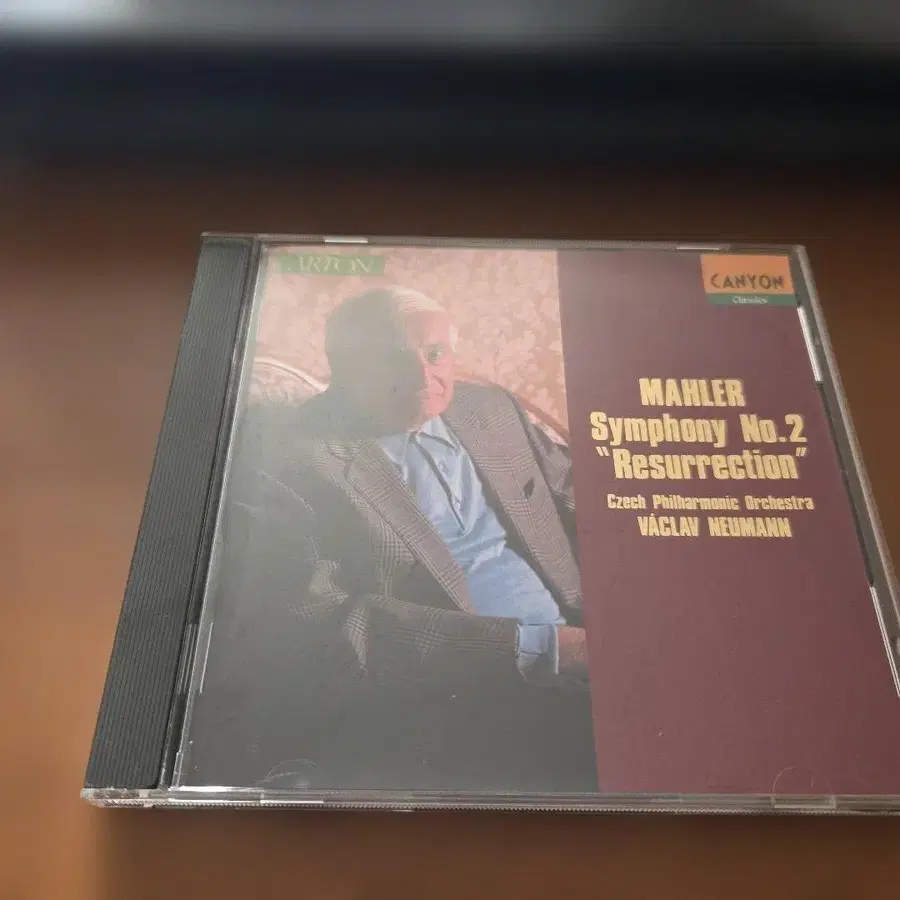 ARTON
CANYON
Classics
MAHLER
Symphony No.2
"Resurrection"
Czech Philharmonic Orchestra
VÁCLAV NEUMANN